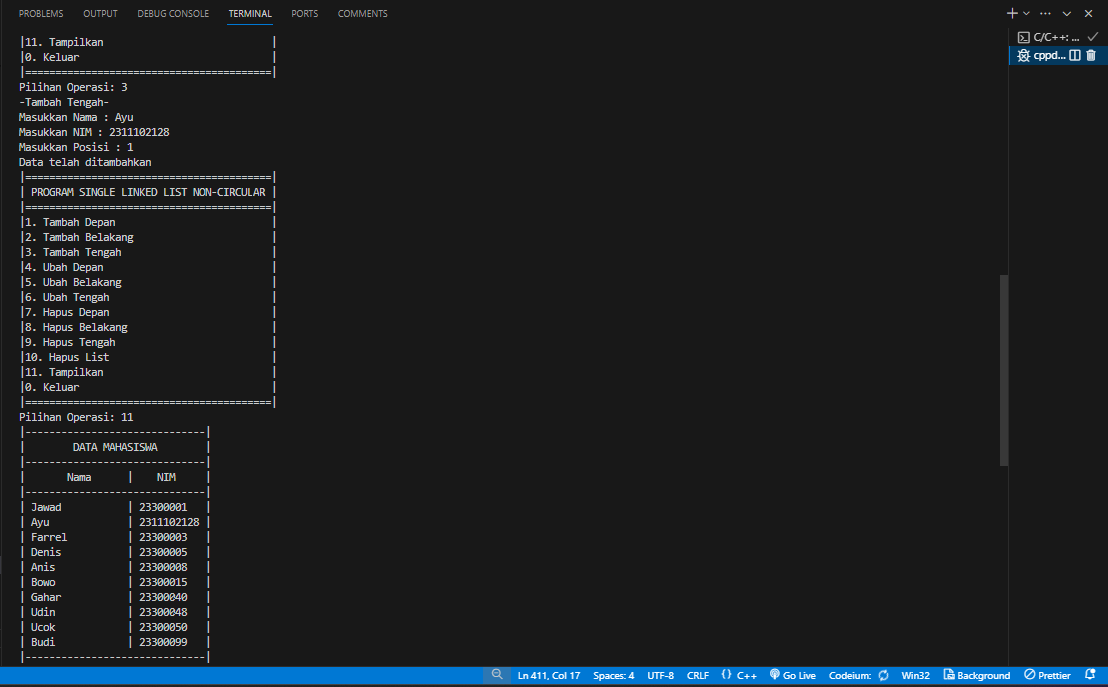 PROBLEMS OUTPUT DEBUG CONSOLE TERMINAL PORTS COMMENTS
|11. Tampilkan |
|0. Keluar |
|=========================================|
Pilihan Operasi: 3
-Tambah Tengah-
Masukkan Nama : Ayu
Masukkan NIM : 2311102128
Masukkan Posisi : 1
Data telah ditambahkan
|=========================================|
| PROGRAM SINGLE LINKED LIST NON-CIRCULAR |
|=========================================|
|1. Tambah Depan |
|2. Tambah Belakang |
|3. Tambah Tengah |
|4. Ubah Depan |
|5. Ubah Belakang |
|6. Ubah Tengah |
|7. Hapus Depan |
|8. Hapus Belakang |
|9. Hapus Tengah |
|10. Hapus List |
|11. Tampilkan |
|0. Keluar |
|=========================================|
Pilihan Operasi: 11
|------------------------------|
| DATA MAHASISWA |
|------------------------------|
| Nama | NIM |
|------------------------------|
| Jawad | 23300001 |
| Ayu | 2311102128 |
| Farrel | 23300003 |
| Denis | 23300005 |
| Anis | 23300008 |
| Bowo | 23300015 |
| Gahar | 23300040 |
| Udin | 23300048 |
| Ucok | 23300050 |
| Budi | 23300099 |
|------------------------------|
C/C++: ...
cppd...
Ln 411, Col 17 Spaces: 4 UTF-8 CRLF {} C++ Go Live Codeium: Win32 Background Prettier